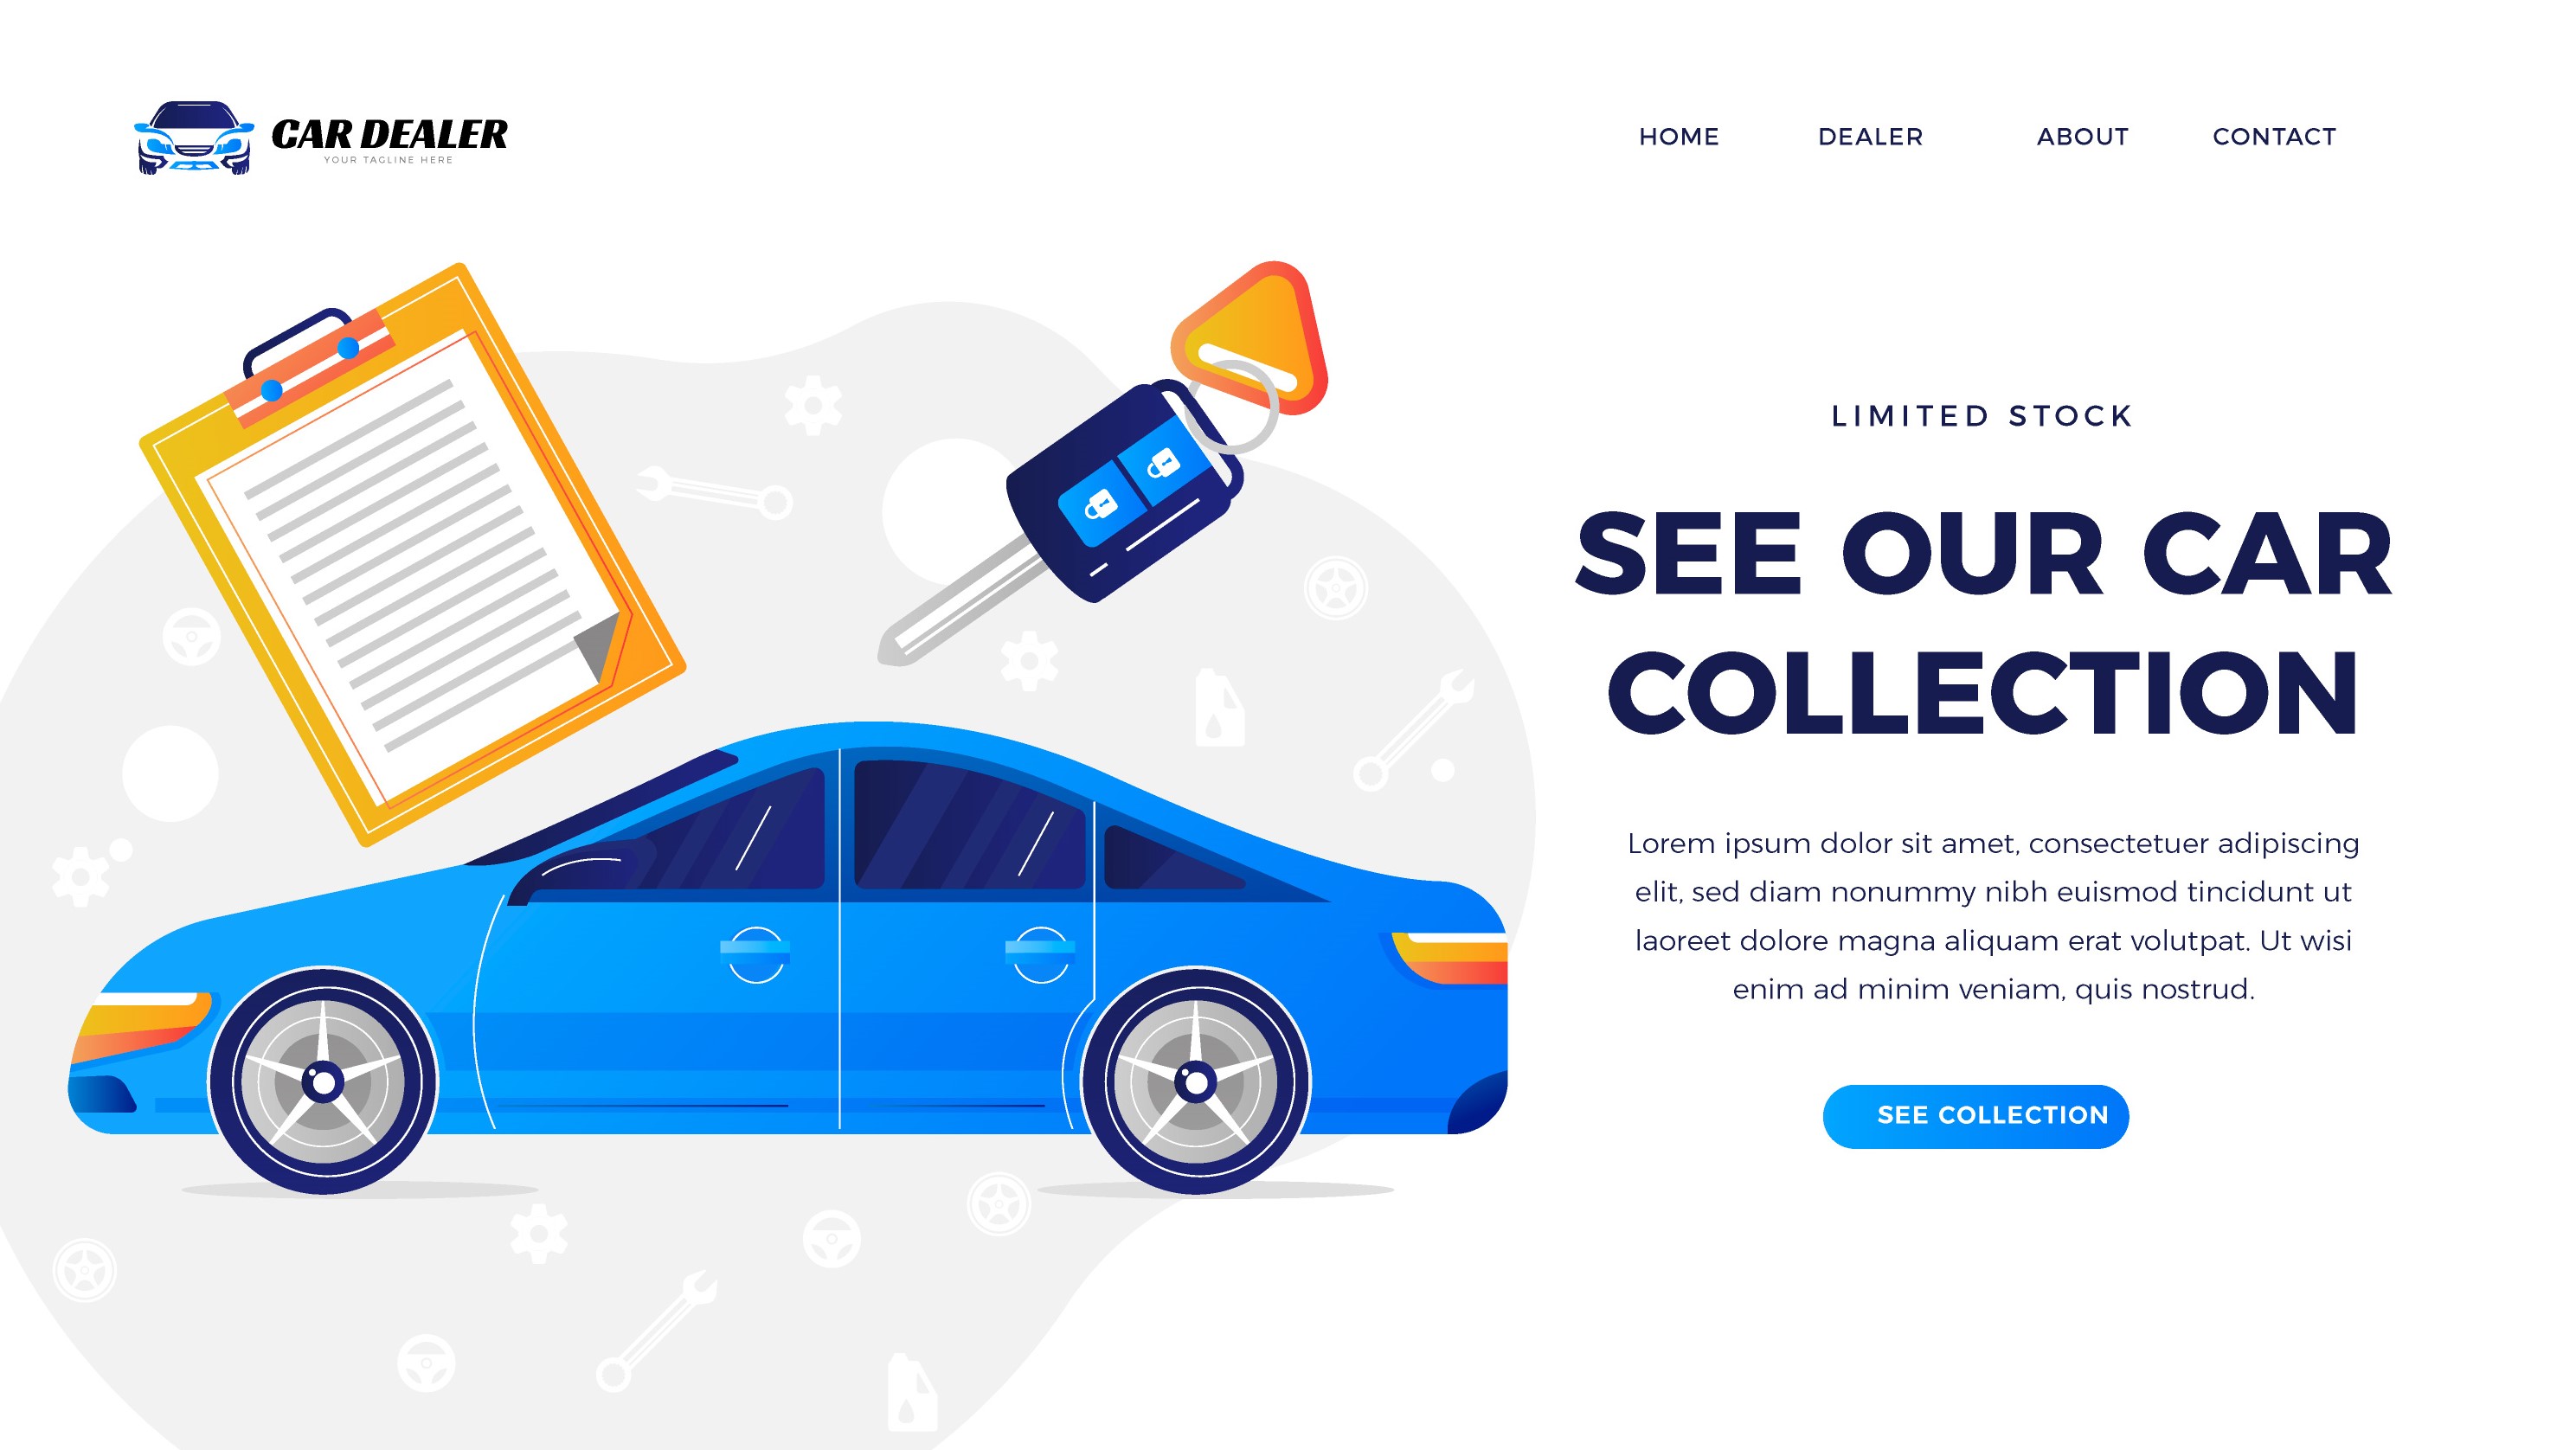 CAR DEALER
YOUR TAGLINE HERE
HOME DEALER ABOUT CONTACT
LIMITED STOCK
SEE OUR CAR
COLLECTION
Lorem ipsum dolor sit amet, consectetuer adipiscing
elit, sed diam nonummy nibh euismod tincidunt ut
laoreet dolore magna aliquam erat volutpat. Ut wisi
enim ad minim veniam, quis nostrud.
SEE COLLECTION